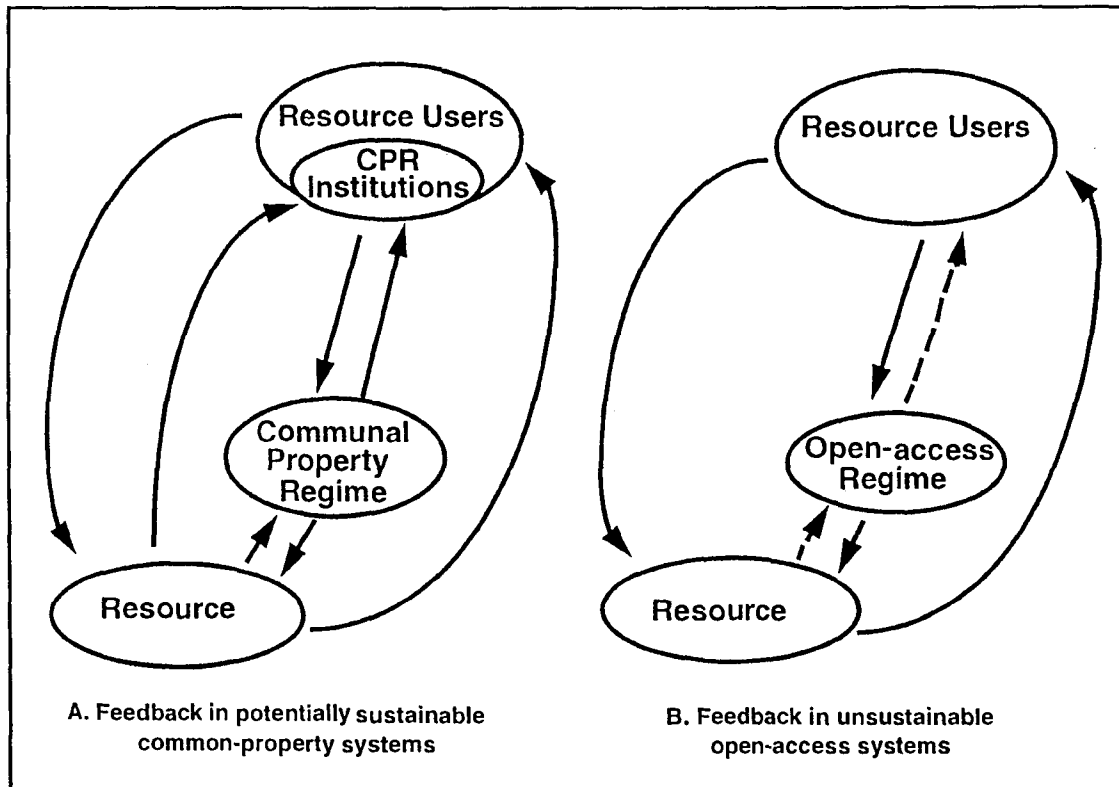 Resource Users
CPR
Institutions
Communal
Property
Regime
Resource
A. Feedback in potentially sustainable
common-property systems
Resource Users
Open-access
Regime
Resource
B. Feedback in unsustainable
open-access systems